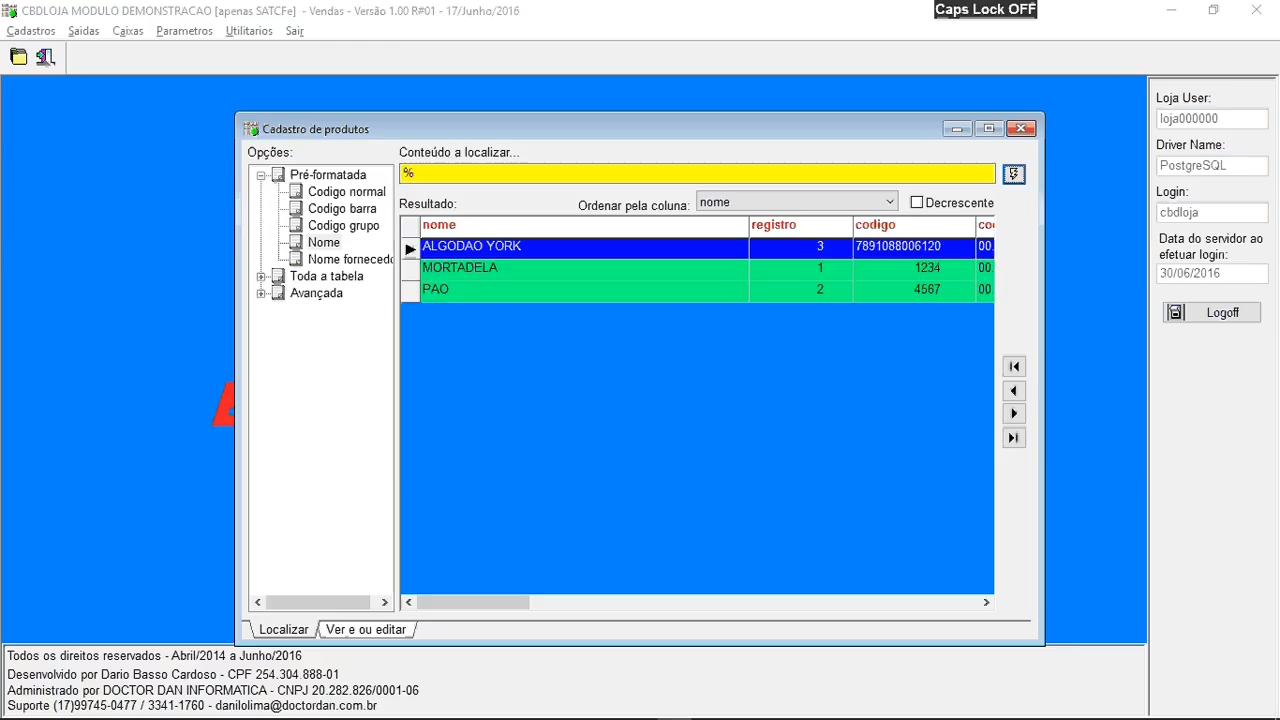 CBDLOJA MODULO DEMONSTRACAO [apenas SATCFe] - Vendas - Versão 1.00 R#01 - 17/Junho/2016
Caps Lock OFF
Cadastros Saidas Caixas Parametros Utilitarios Sair
Cadastro de produtos
Opções:
Pré-formatada
Codigo normal
Codigo barra
Codigo grupo
Nome
Nome fornecedo
Toda a tabela
Avançada
Conteúdo a localizar...
%
Resultado:
Ordenar pela coluna: nome Decrescente
nome registro codigo cod
ALGODAO YORK 3 7891088006120 00.
MORTADELA 1 1234 00.
PAO 2 4567 00
Localizar Ver e ou editar
Loja User:
loja000000
Driver Name:
PostgreSQL
Login:
cbdloja
Data do servidor ao
efetuar login:
30/06/2016
Logoff
Todos os direitos reservados - Abril/2014 a Junho/2016
Desenvolvido por Dario Basso Cardoso - CPF 254.304.888-01
Administrado por DOCTOR DAN INFORMATICA - CNPJ 20.282.826/0001-06
Suporte (17)99745-0477 / 3341-1760 - danilolima@doctordan.com.br